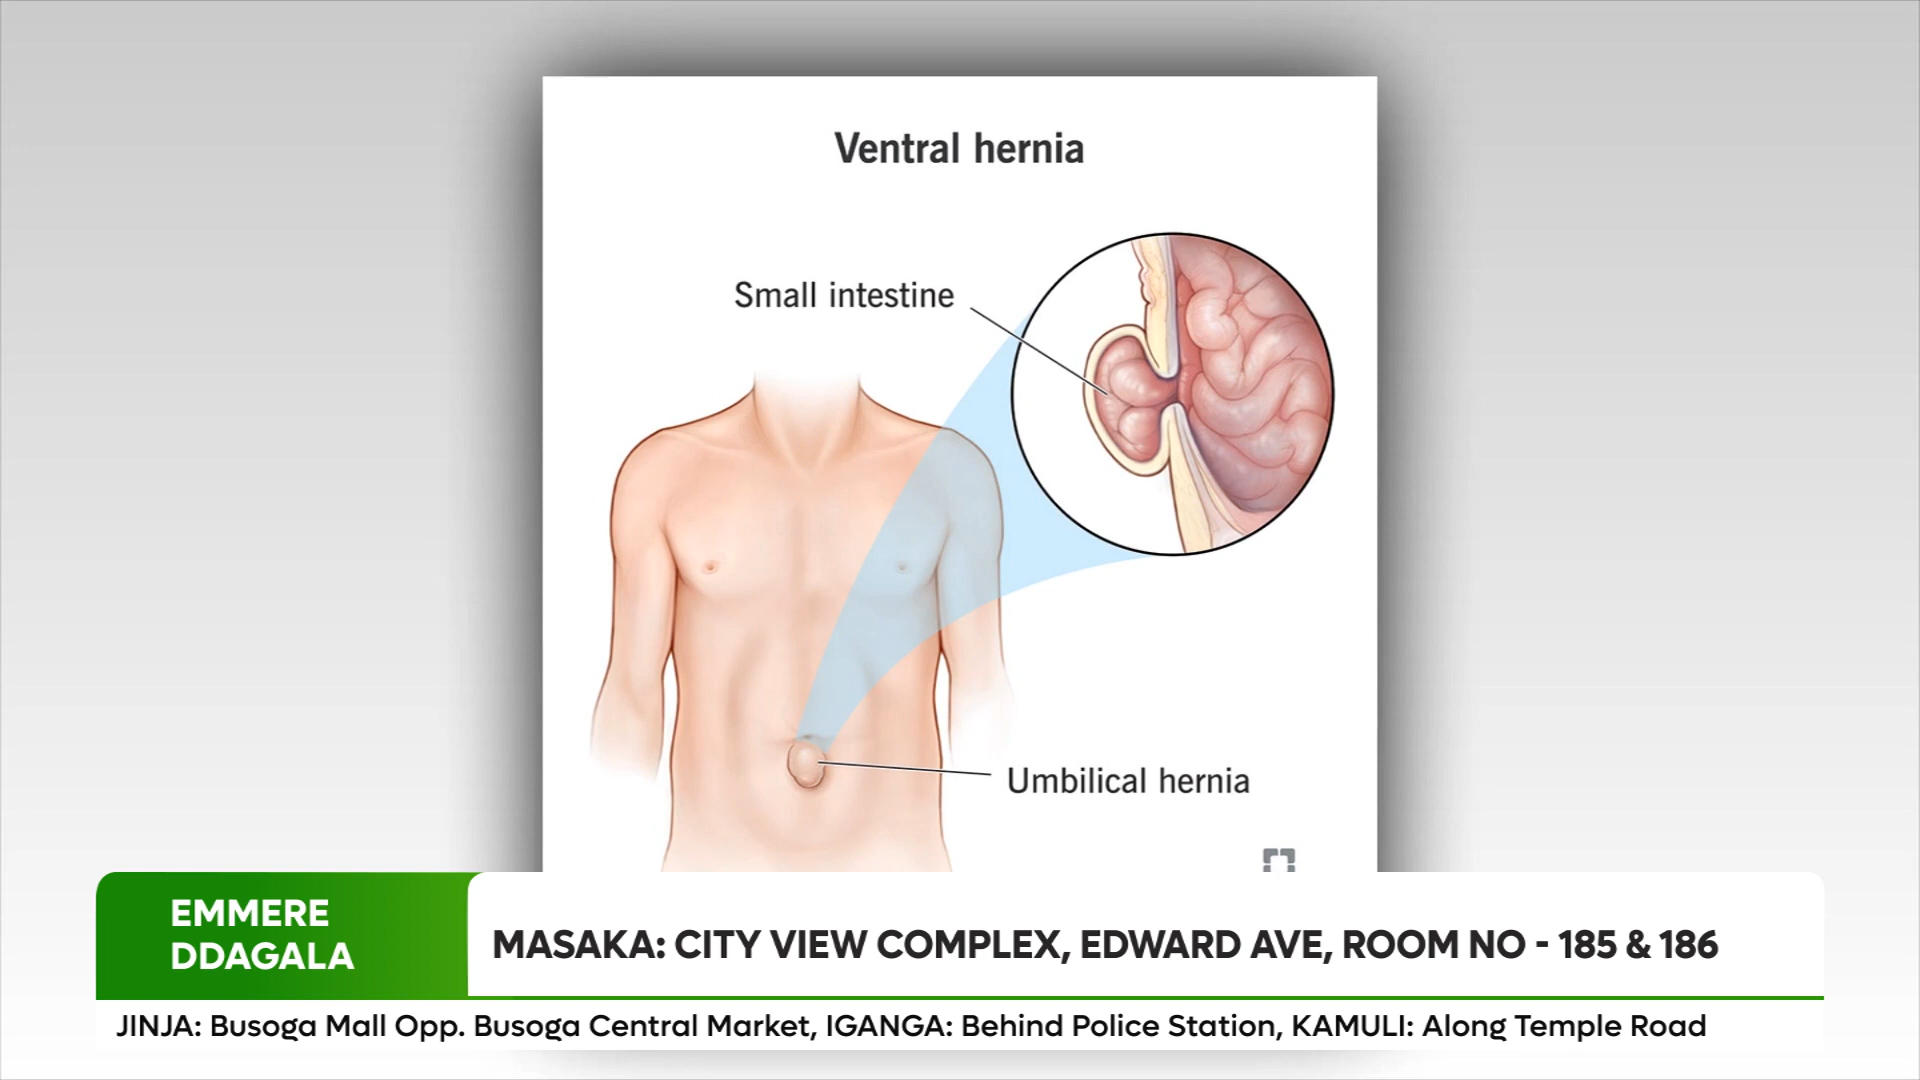 Ventral hernia
Small intestine
Umbilical hernia
EMMERE
DDAGALA
MASAKA: CITY VIEW COMPLEX, EDWARD AVE, ROOM NO - 185 & 186
JINJA: Busoga Mall Opp. Busoga Central Market, IGANGA: Behind Police Station, KAMULI: Along Temple Road